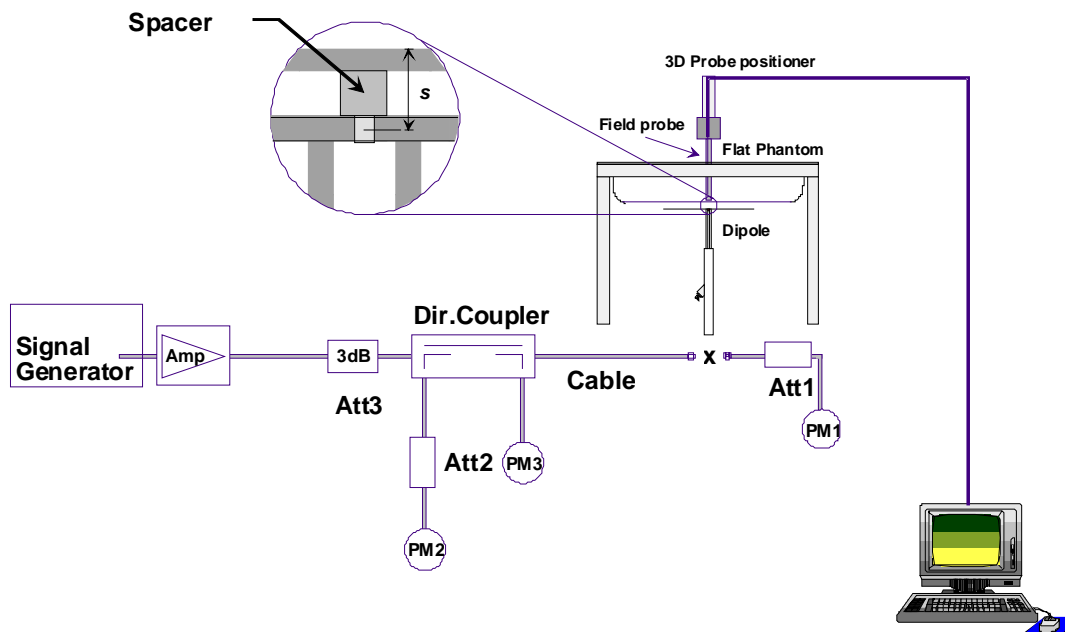 Spacer
s
3D Probe positioner
Field probe
Flat Phantom
Dipole
Signal
Generator
Amp
3dB
Att3
Dir.Coupler
Cable
x
Att1
PM1
Att2
PM3
PM2